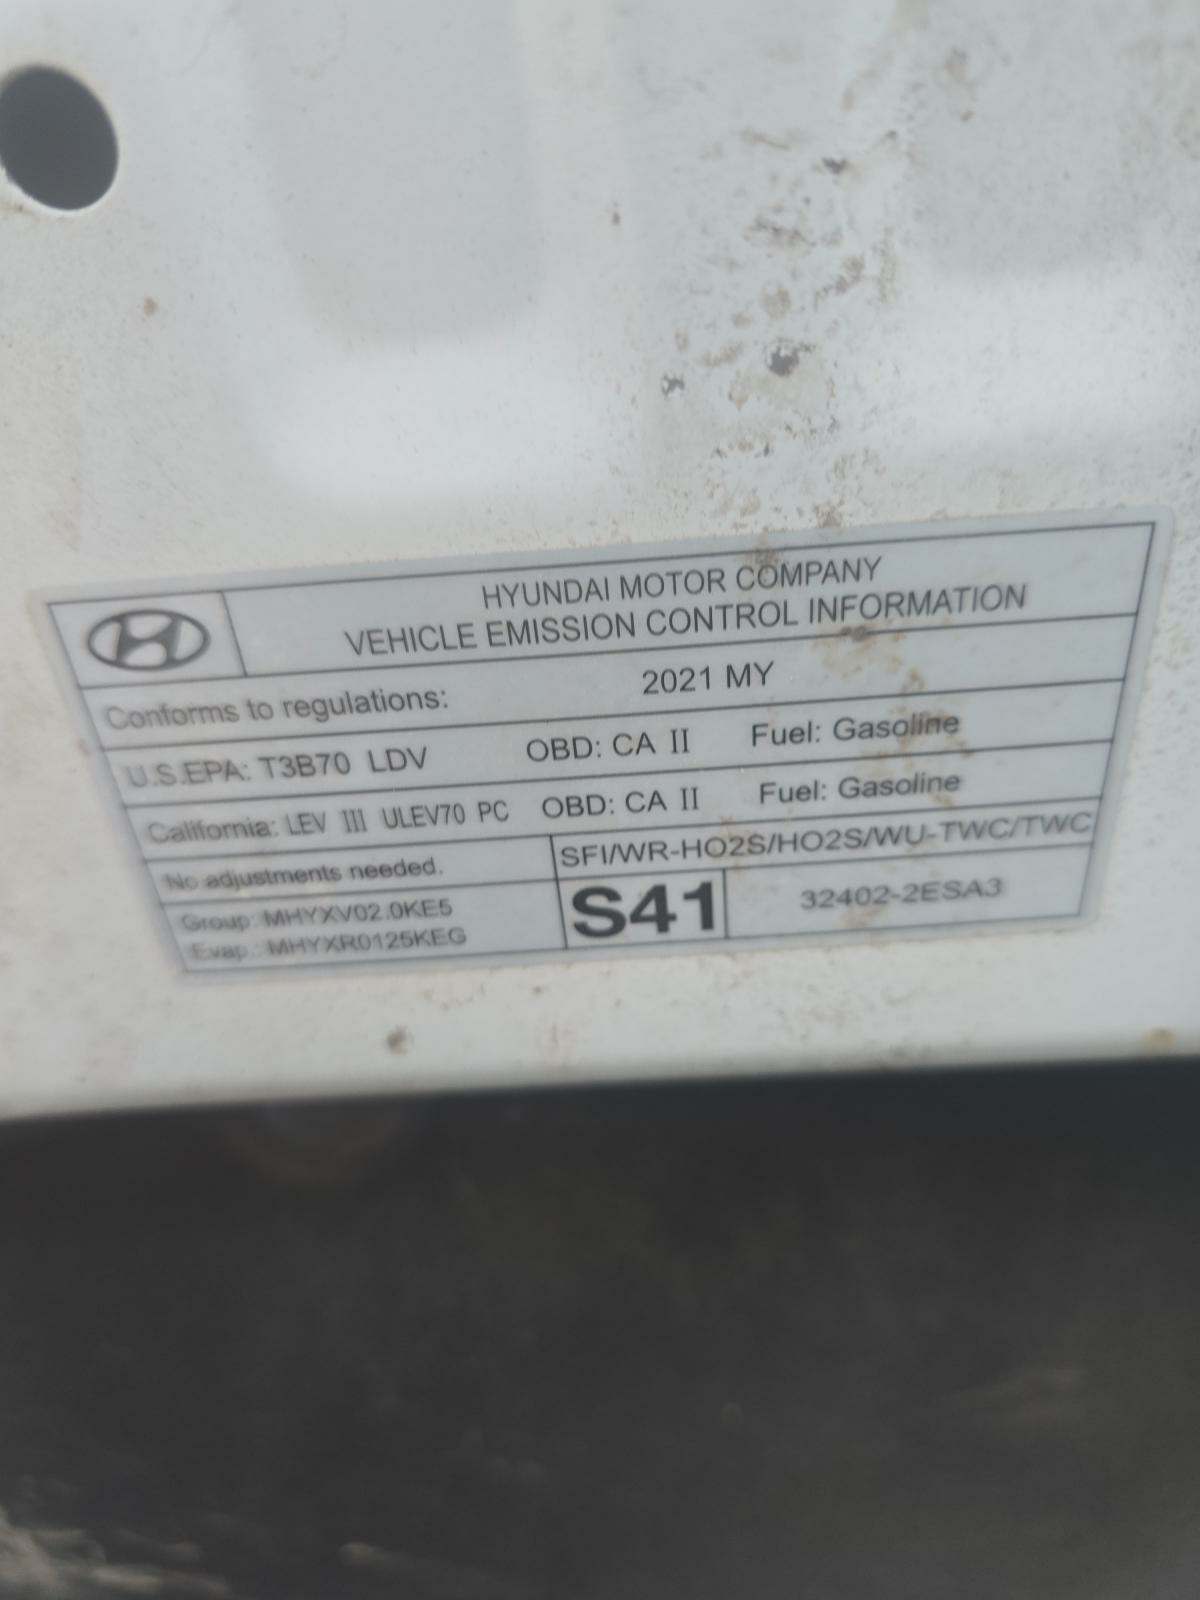 HYUNDAI MOTOR COMPANY
VEHICLE EMISSION CONTROL INFORMATION
Conforms to regulations: 2021 MY
U.S.EPA: T3B70 LDV OBD: CA II Fuel: Gasoline
California: LEV III ULEV70 PC OBD: CA II Fuel: Gasoline
No adjustments needed. SFI/WR-HO2S/HO2S/WU-TWC/TWC
Group: MHYXV02.0KE5
Evap.: MHYXR0125KEG
S41 32402-2ESA3